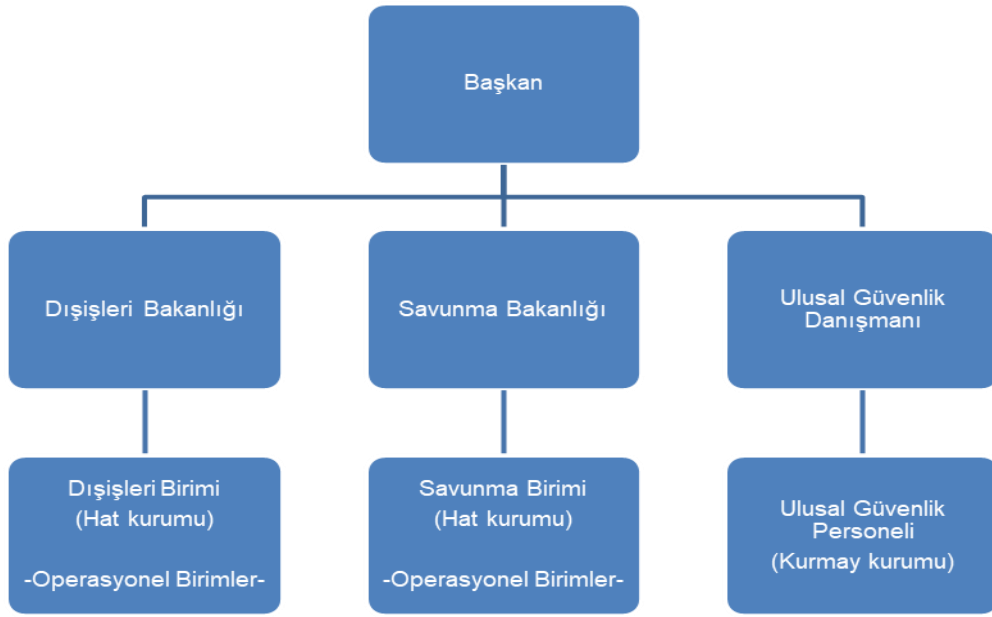 Başkan
Dışişleri Bakanlığı
Savunma Bakanlığı
Ulusal Güvenlik
Danışmanı
Dışişleri Birimi
(Hat kurumu)
-Operasyonel Birimler-
Savunma Birimi
(Hat kurumu)
-Operasyonel Birimler-
Ulusal Güvenlik
Personeli
(Kurmay kurumu)